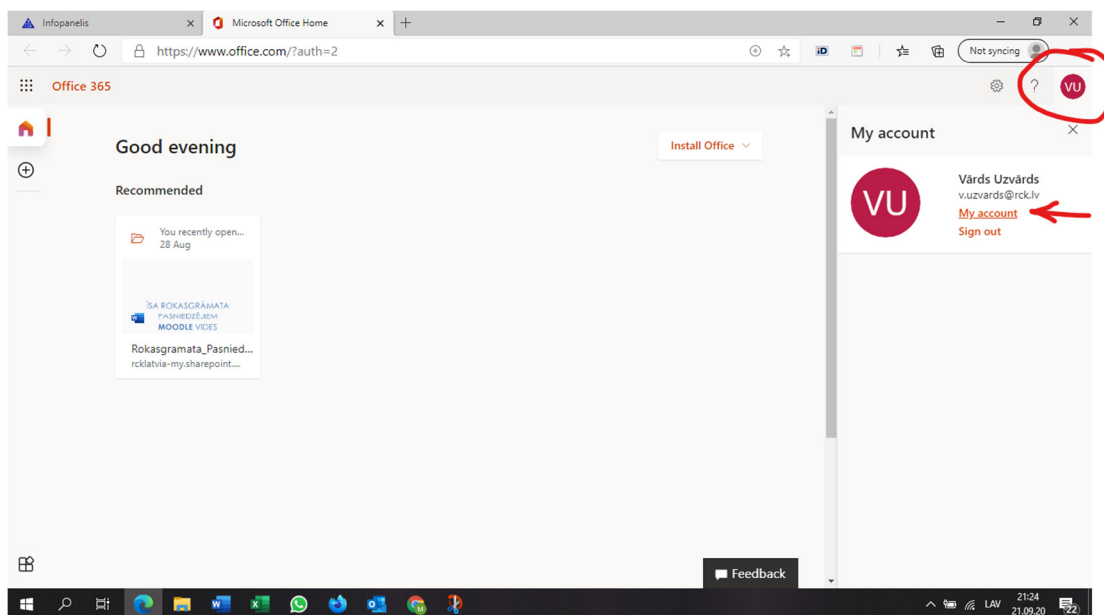 Infopanelis
Microsoft Office Home
https://www.office.com/?auth=2
iD
Not syncing
Office 365
VU
Good evening
Install Office
Recommended
You recently open...
28 Aug
ĪSA ROKASGRĀMATA
PASNIEDZĒJIEM
MOODLE VIDES
Rokasgramata_Pasnied...
rcklatvia-my.sharepoint....
My account
VU
Vārds Uzvārds
v.uzvards@rck.lv
My account
Sign out
Feedback
LAV
21:24
21.09.20
22